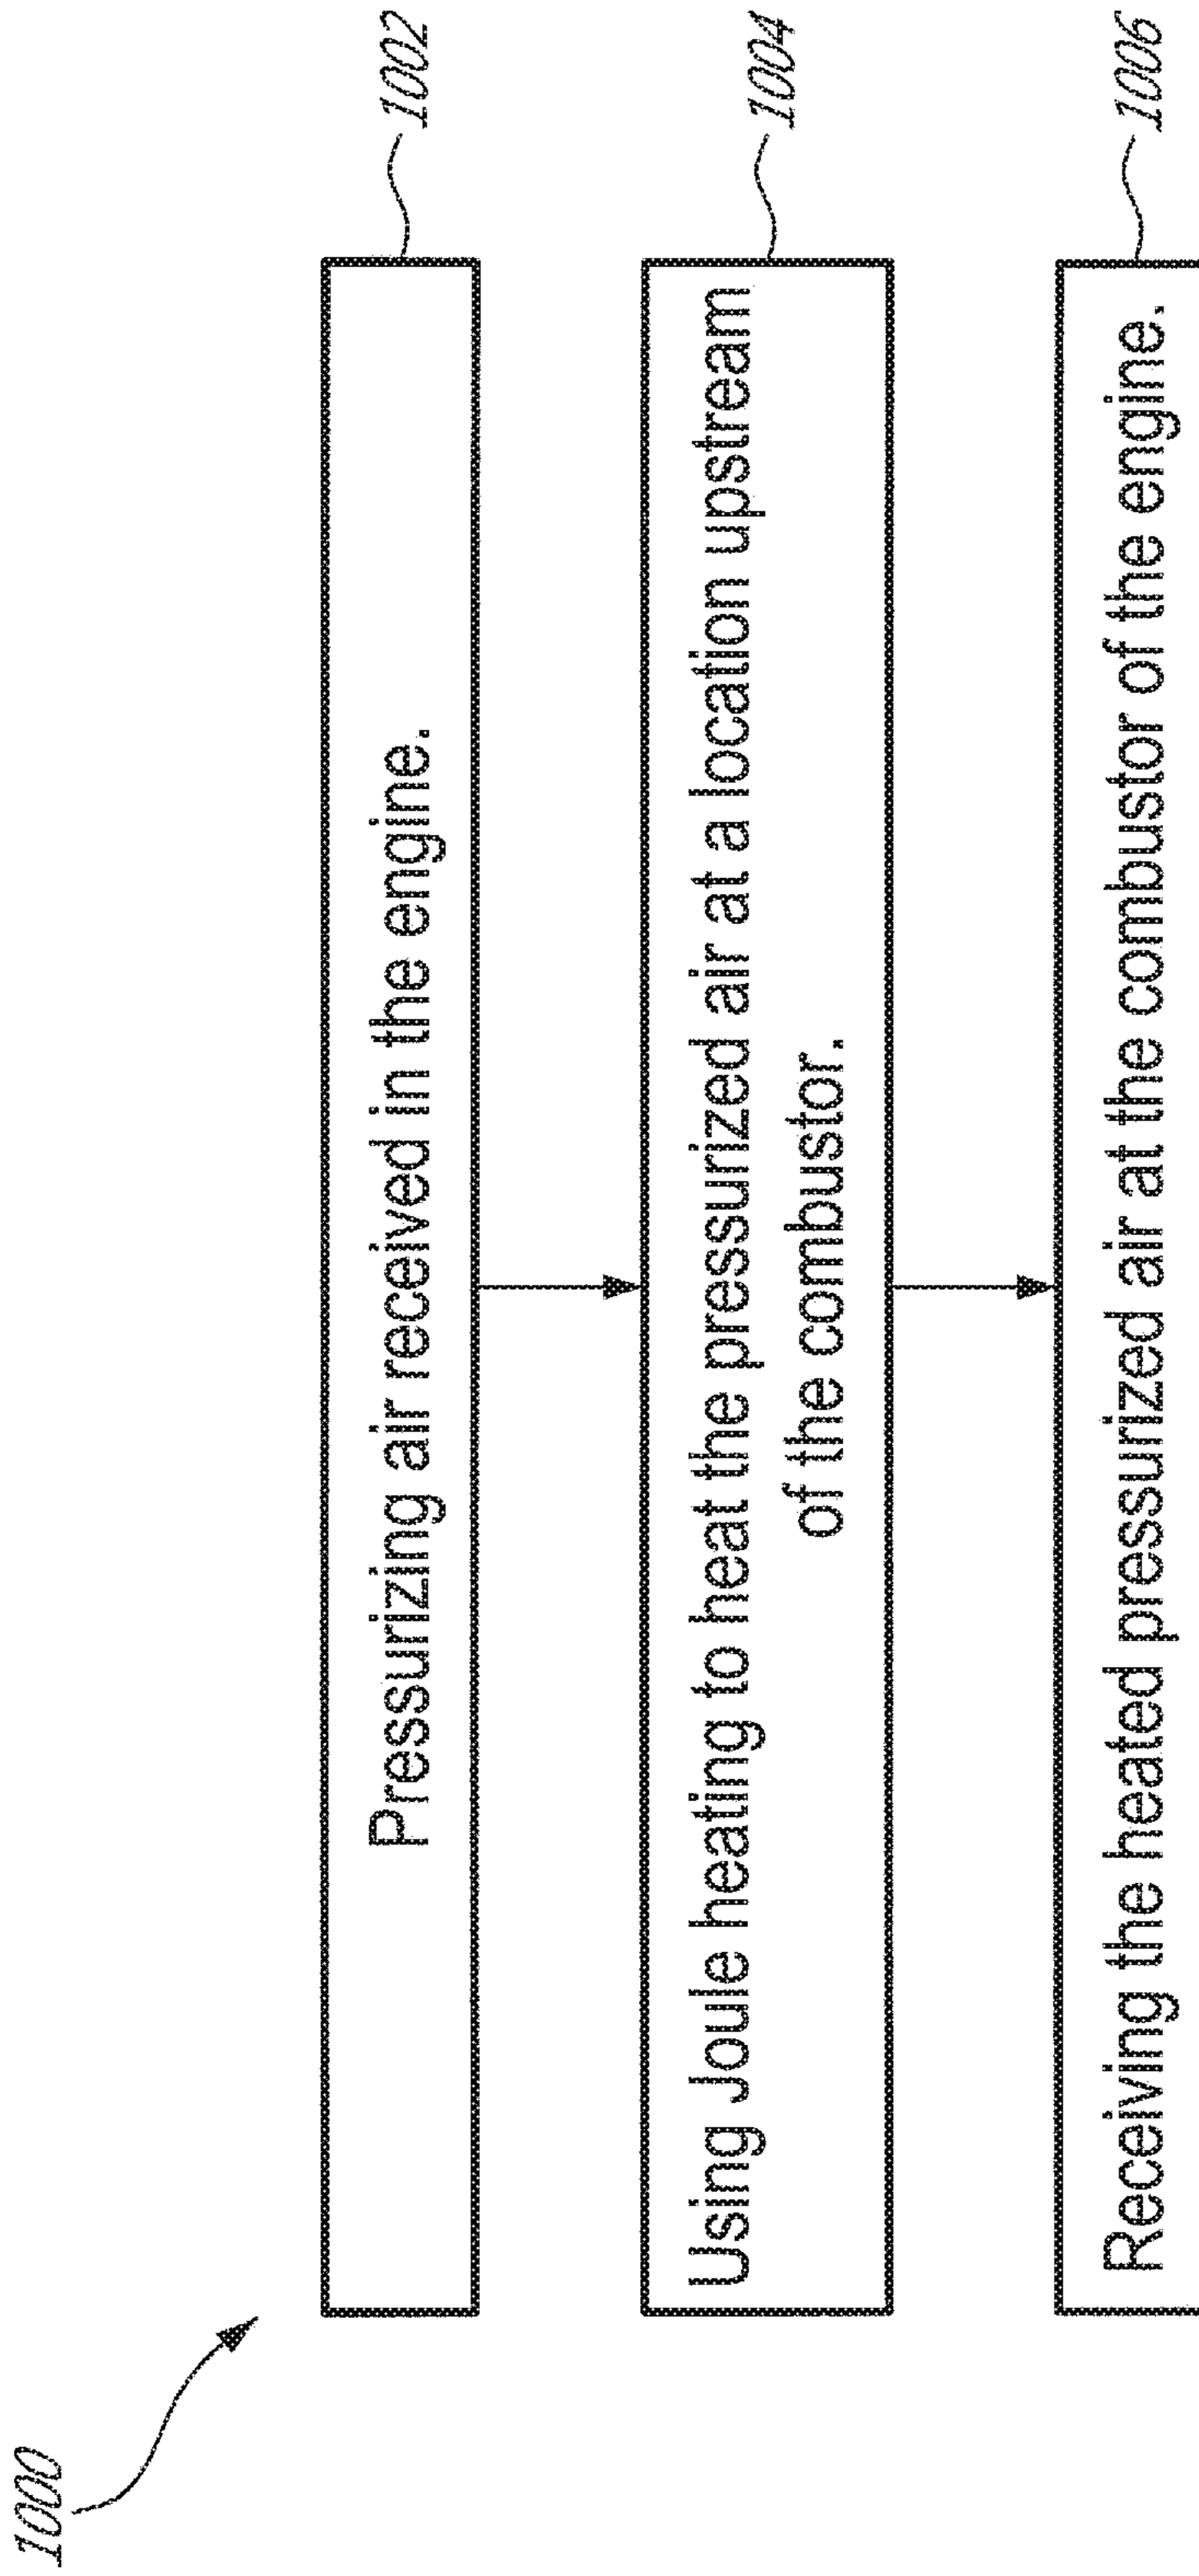 1000
Pressurizing air received in the engine.
1002
Using Joule heating to heat the pressurized air at a location upstream
of the combustor.
1004
Receiving the heated pressurized air at the combustor of the engine.
1006